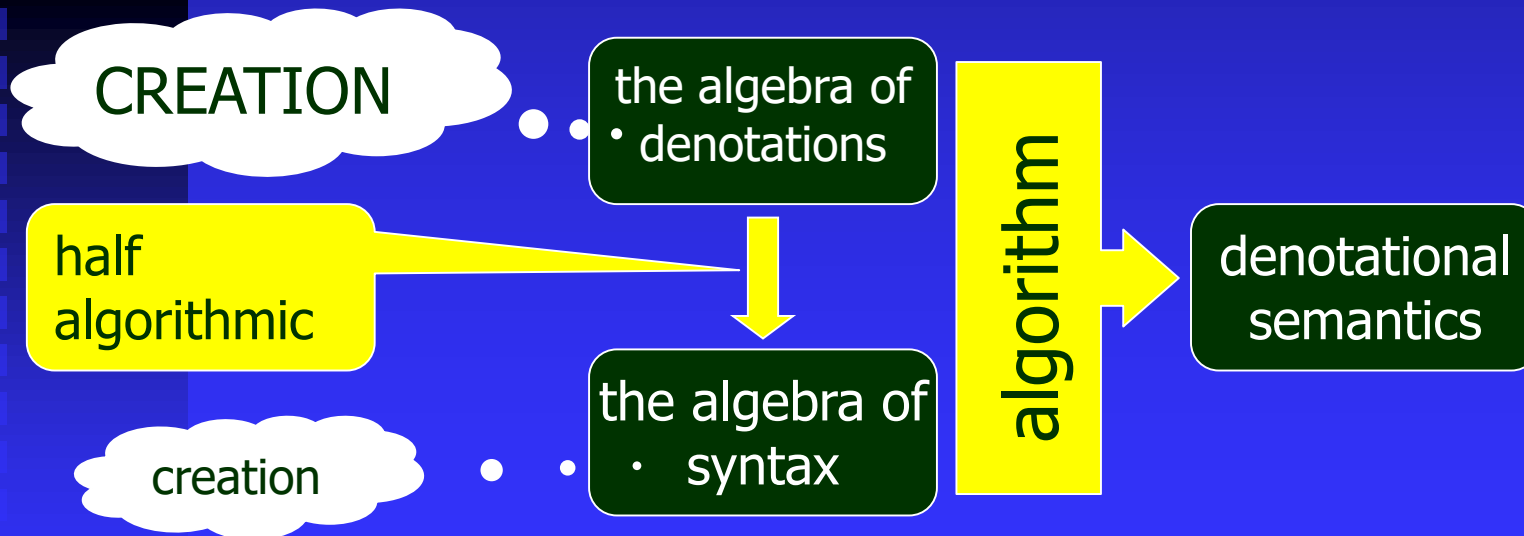 CREATION
the algebra of
denotations
half
algorithmic
algorithm
denotational
semantics
the algebra of
syntax
creation